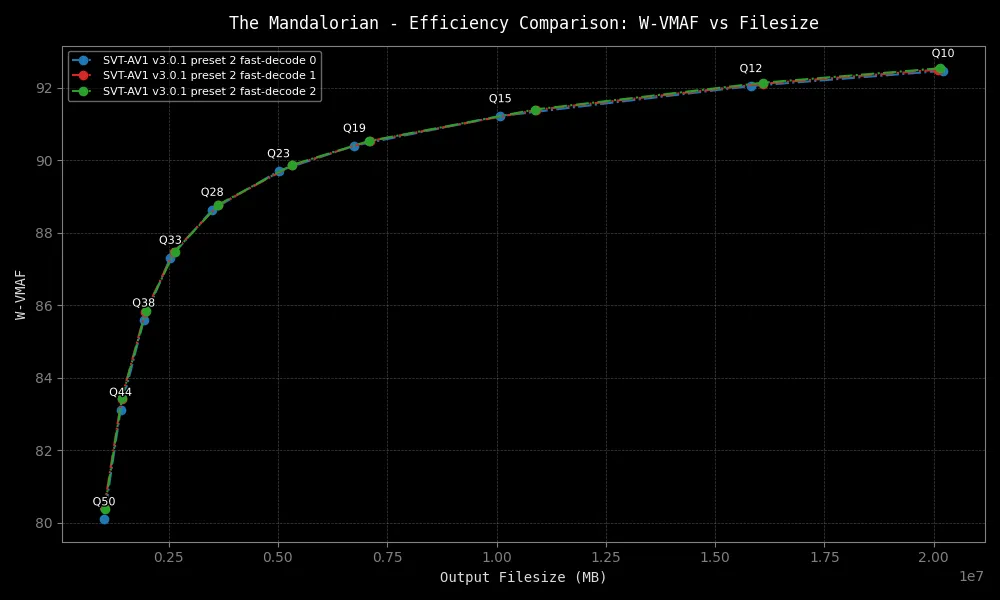 The Mandalorian - Efficiency Comparison: W-VMAF vs Filesize
SVT-AV1 v3.0.1 preset 2 fast-decode 0
SVT-AV1 v3.0.1 preset 2 fast-decode 1
SVT-AV1 v3.0.1 preset 2 fast-decode 2
Q10
Q12
Q15
Q19
Q23
Q28
Q33
Q38
Q44
Q50
W-VMAF
92
90
88
86
84
82
80
0.25 0.50 0.75 1.00 1.25 1.50 1.75 2.00
1e7
Output Filesize (MB)